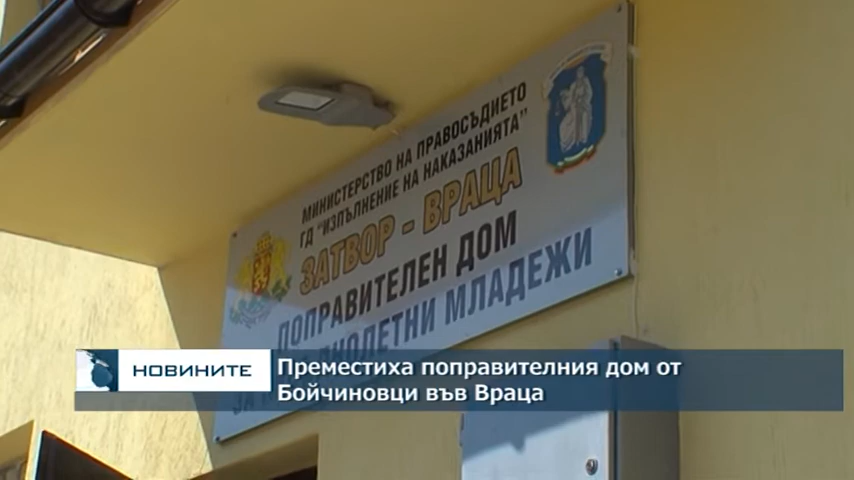 МИНИСТЕРСТВО НА ПРАВОСЪДИЕТО
ГД "ИЗПЪЛНЕНИЕ НА НАКАЗАНИЯТА"
ЗАТВОР - ВРАЦА
ПОПРАВИТЕЛЕН ДОМ
МЛАДЕЖИ
НОВИНИТЕ
Преместиха поправителния дом от
Бойчиновци във Враца